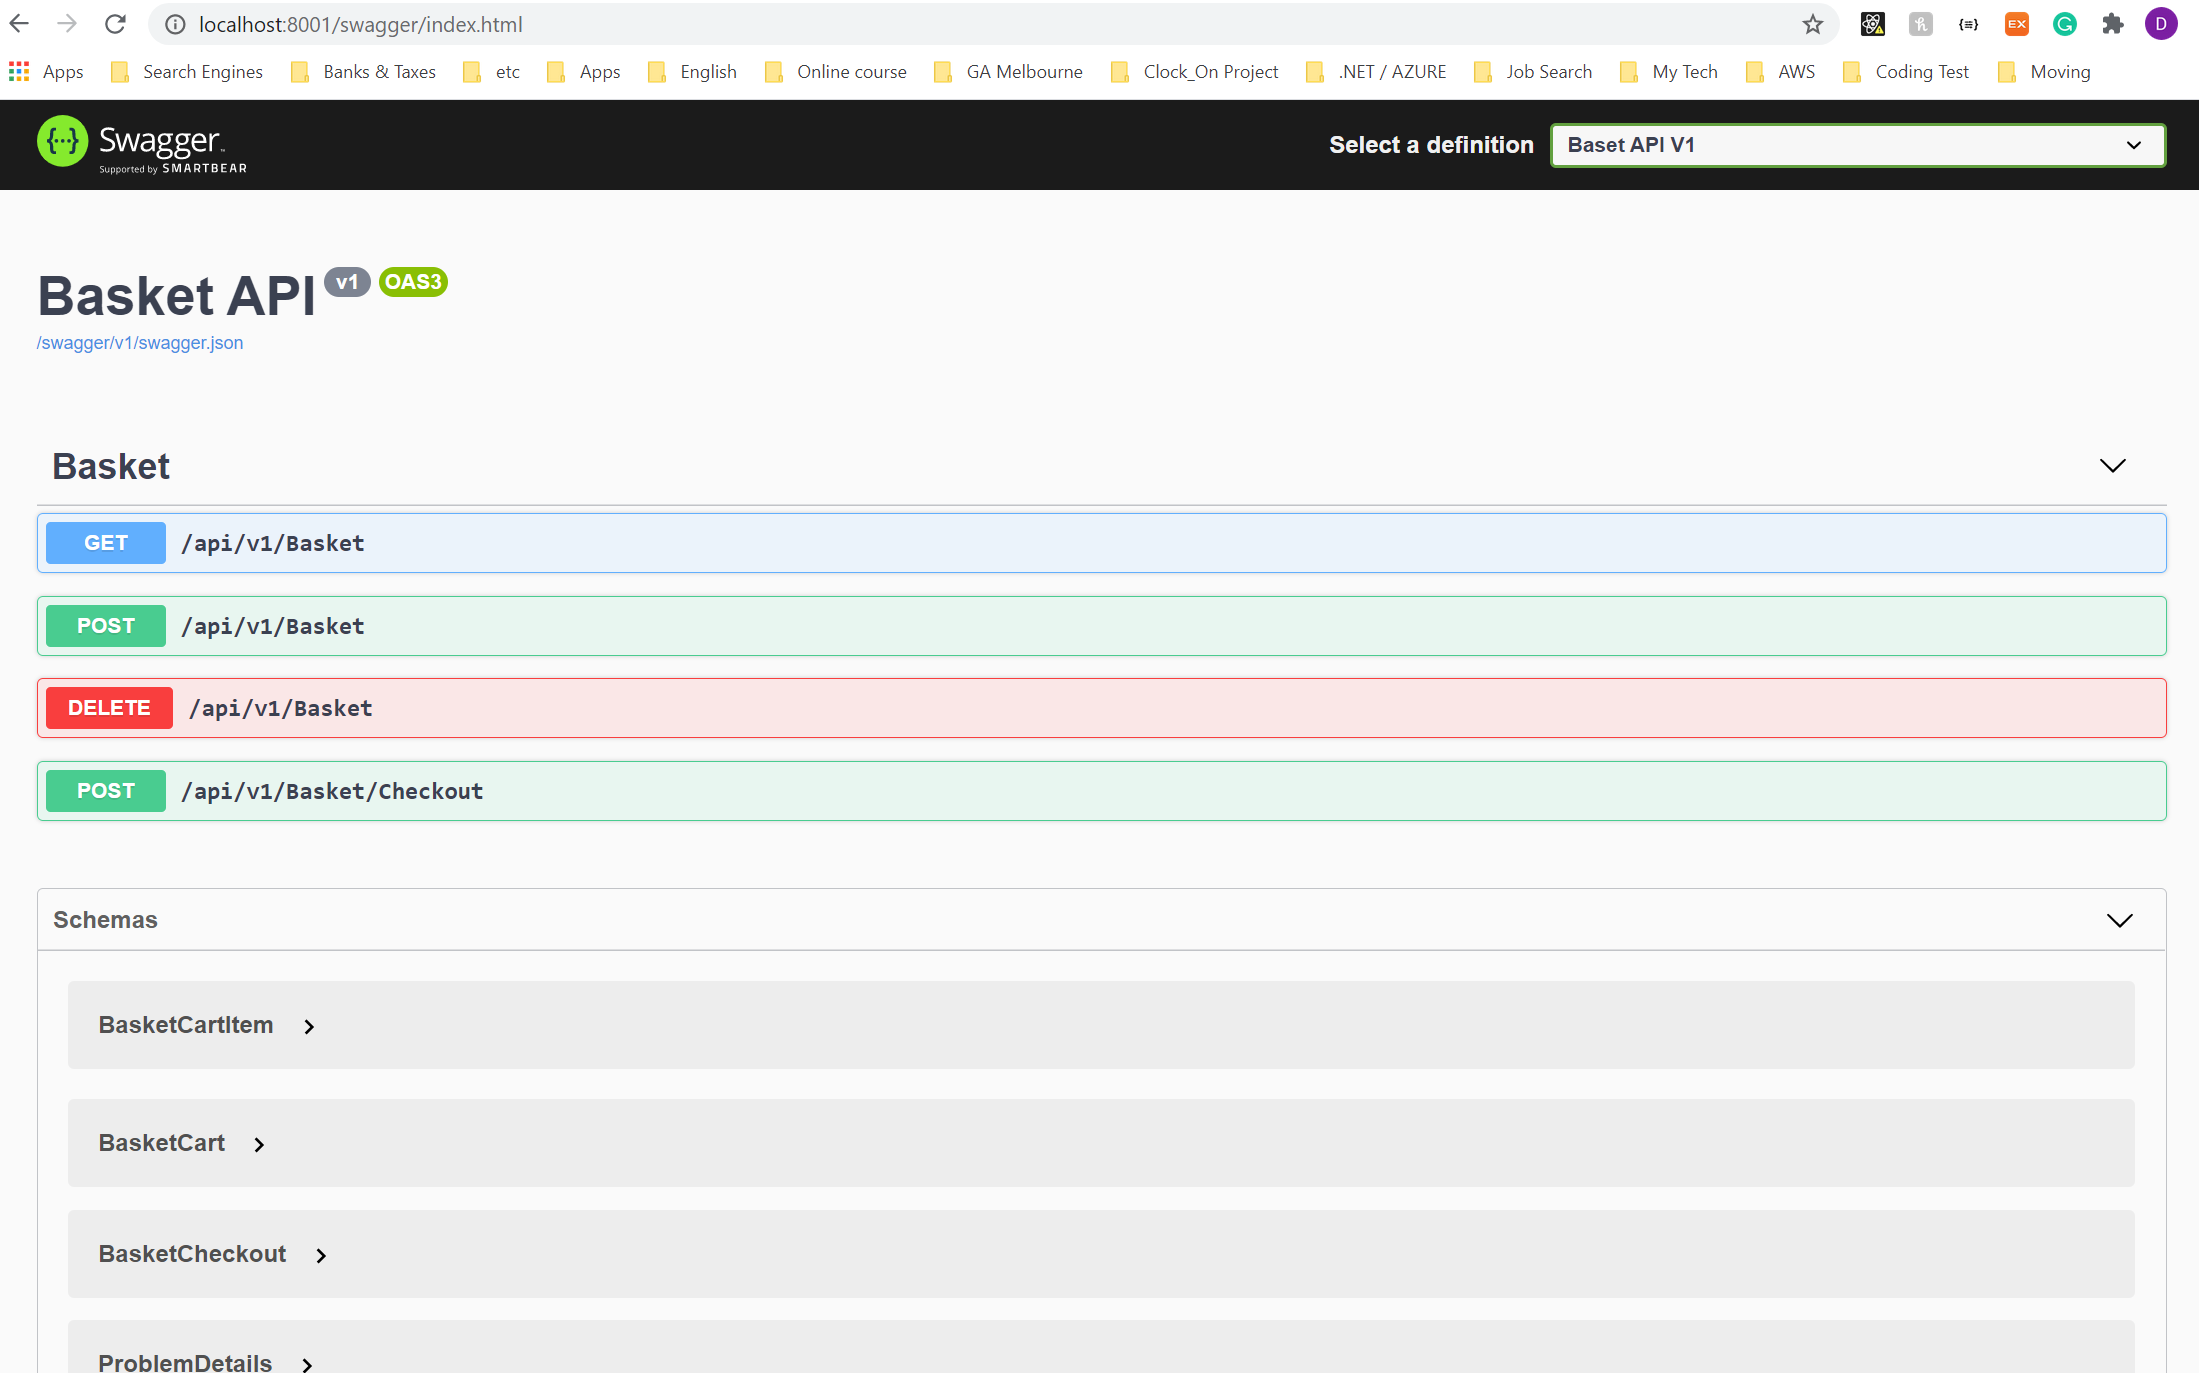 localhost:8001/swagger/index.html
EX
G
D
Apps Search Engines Banks & Taxes etc Apps English Online course GA Melbourne Clock_On Project .NET / AZURE Job Search My Tech AWS Coding Test Moving
{···} Swagger™
Supported by SMARTBEAR
Select a definition
Baset API V1
Basket API v1 OAS3
/swagger/v1/swagger.json
Basket
GET /api/v1/Basket
POST /api/v1/Basket
DELETE /api/v1/Basket
POST /api/v1/Basket/Checkout
Schemas
BasketCartItem
BasketCart
BasketCheckout
ProblemDetails